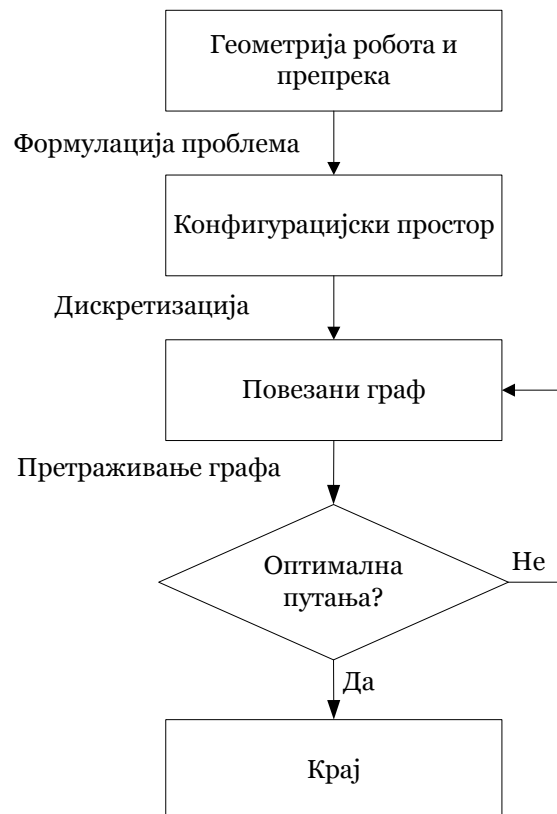 Геометрија робота и
препрека
Формулација проблема
Конфигурацијски простор
Дискретизација
Повезани граф
Претраживање графа
Оптимална
путања?
Не
Да
Крај